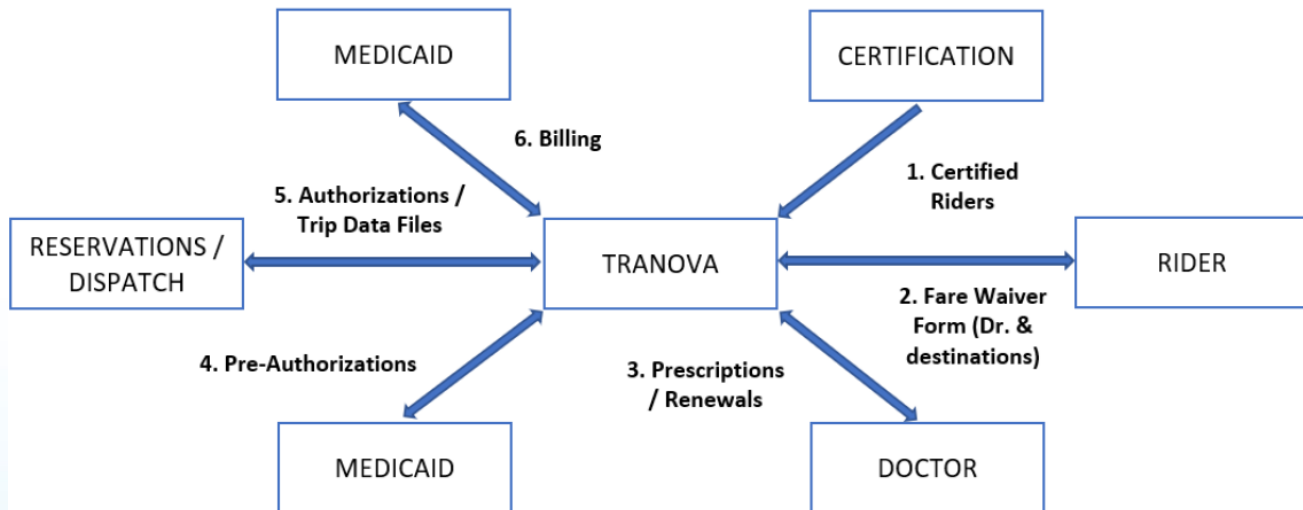 MEDICAID
CERTIFICATION
6. Billing
1. Certified
Riders
5. Authorizations /
Trip Data Files
RESERVATIONS /
DISPATCH
TRANOVA
RIDER
2. Fare Waiver
Form (Dr. &
destinations)
4. Pre-Authorizations
3. Prescriptions
/ Renewals
MEDICAID
DOCTOR